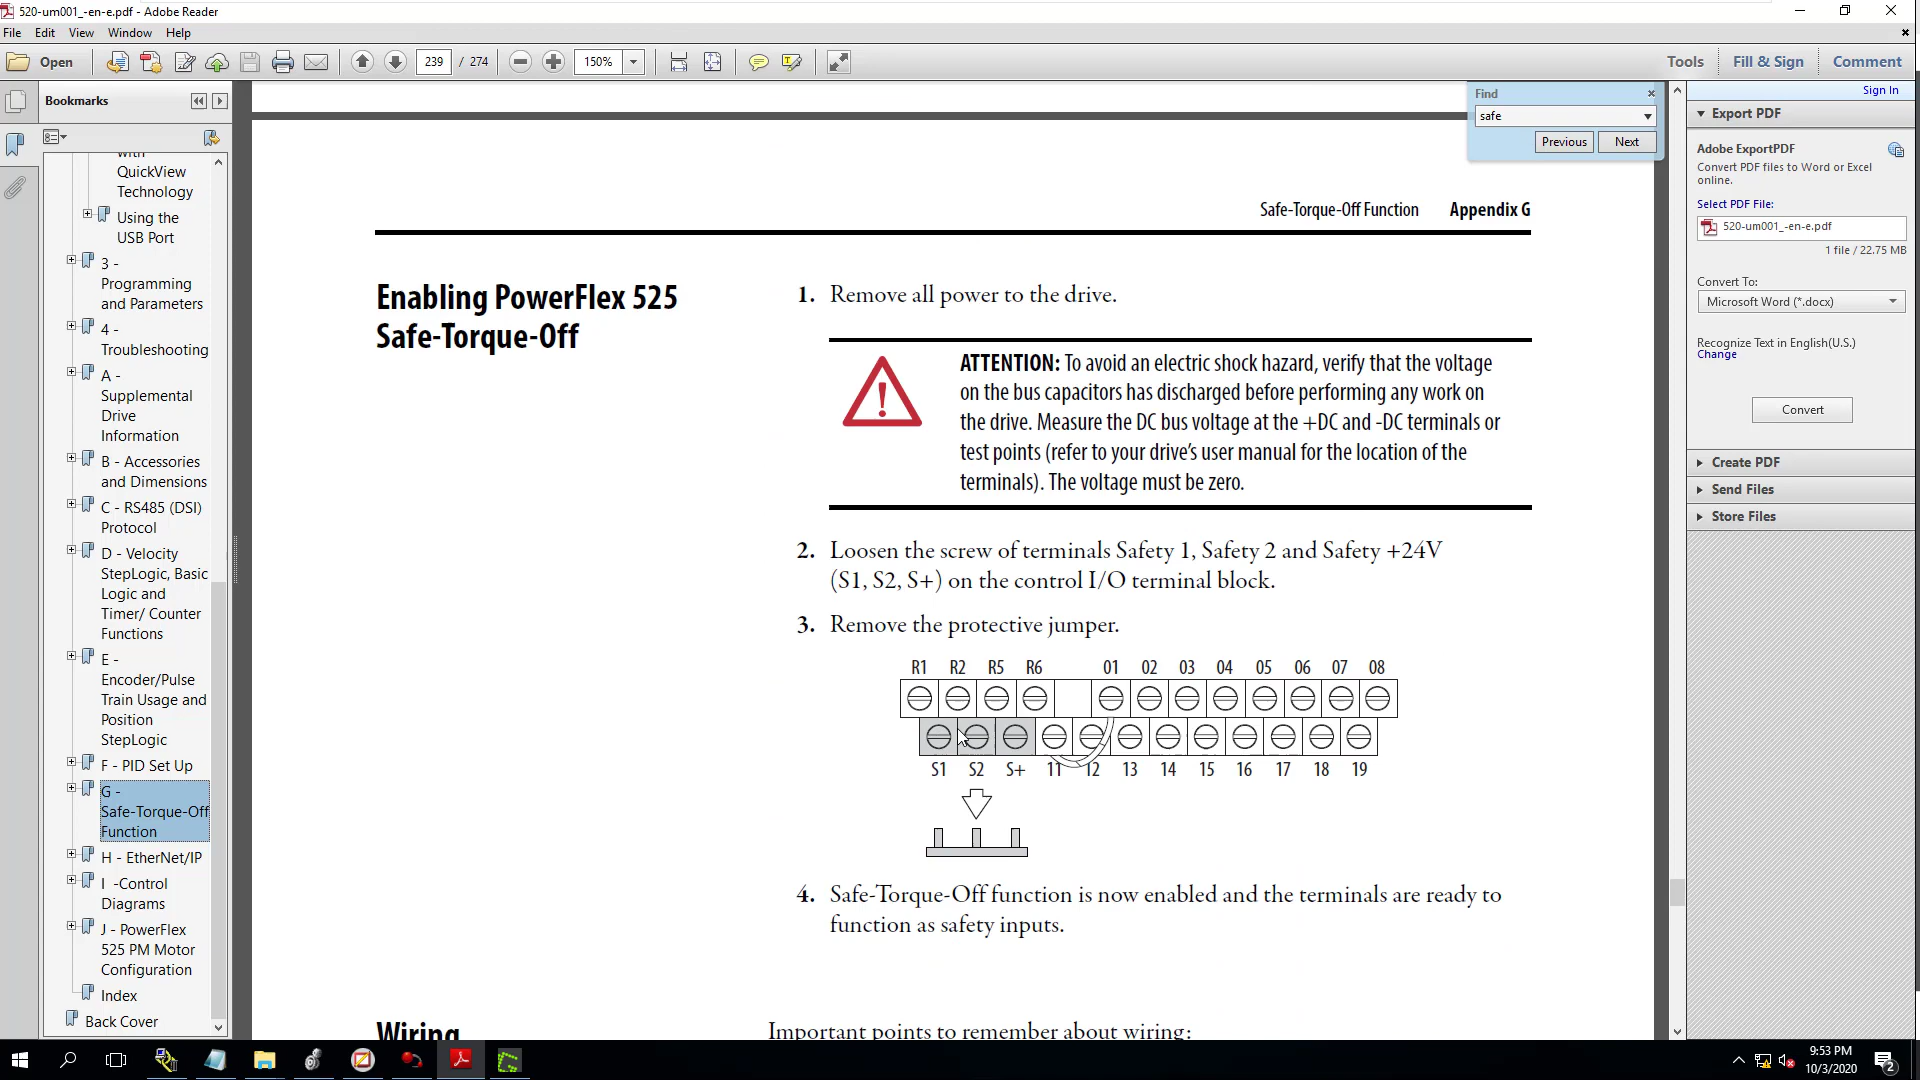 520-um001_-en-e.pdf - Adobe Reader
File Edit View Window Help
Open
239 / 274
150%
Tools Fill & Sign Comment
Bookmarks
with
QuickView
Technology
Using the
USB Port
3 -
Programming
and Parameters
4 -
Troubleshooting
A -
Supplemental
Drive
Information
B - Accessories
and Dimensions
C - RS485 (DSI)
Protocol
D - Velocity
StepLogic, Basic
Logic and
Timer/ Counter
Functions
E -
Encoder/Pulse
Train Usage and
Position
StepLogic
F - PID Set Up
G -
Safe-Torque-Off
Function
H - EtherNet/IP
I -Control
Diagrams
J - PowerFlex
525 PM Motor
Configuration
Index
Back Cover
Find
safe
Previous Next
Safe-Torque-Off Function Appendix G
Enabling PowerFlex 525
Safe-Torque-Off
1. Remove all power to the drive.
ATTENTION: To avoid an electric shock hazard, verify that the voltage
on the bus capacitors has discharged before performing any work on
the drive. Measure the DC bus voltage at the +DC and -DC terminals or
test points (refer to your drive's user manual for the location of the
terminals). The voltage must be zero.
2. Loosen the screw of terminals Safety 1, Safety 2 and Safety +24V
(S1, S2, S+) on the control I/O terminal block.
3. Remove the protective jumper.
R1 R2 R5 R6 01 02 03 04 05 06 07 08
S1 S2 S+ 11 12 13 14 15 16 17 18 19
4. Safe-Torque-Off function is now enabled and the terminals are ready to
function as safety inputs.
Wiring
Important points to remember about wiring:
Sign In
Export PDF
Adobe ExportPDF
Convert PDF files to Word or Excel
online.
Select PDF File:
520-um001_-en-e.pdf
1 file / 22.75 MB
Convert To:
Microsoft Word (*.docx)
Recognize Text in English(U.S.)
Change
Convert
Create PDF
Send Files
Store Files
9:53 PM
10/3/2020
2